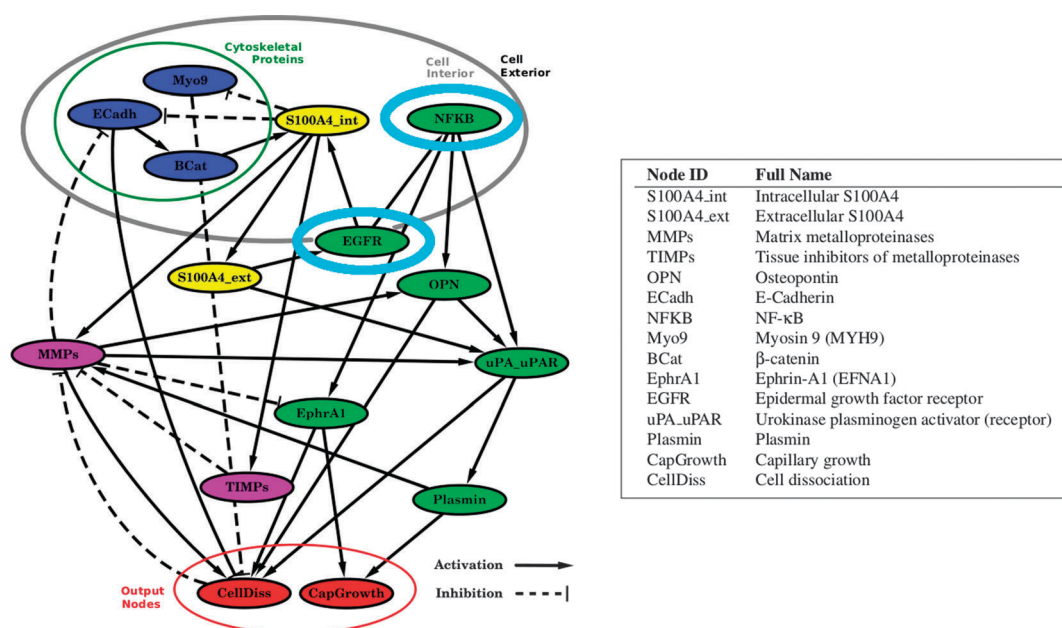 Cytoskeletal
Proteins
Cell
Interior
Cell
Exterior
Myo9
ECadh
S100A4_int
NFKB
BCat
EGFR
S100A4_ext
OPN
MMPs
uPA_uPAR
EphrA1
TIMPs
Plasmin
Output
Nodes
CellDiss
CapGrowth
Activation
Inhibition
Node ID Full Name
S100A4_int Intracellular S100A4
S100A4_ext Extracellular S100A4
MMPs Matrix metalloproteinases
TIMPs Tissue inhibitors of metalloproteinases
OPN Osteopontin
ECadh E-Cadherin
NFKB NF-κB
Myo9 Myosin 9 (MYH9)
BCat β-catenin
EphrA1 Ephrin-A1 (EFNA1)
EGFR Epidermal growth factor receptor
uPA_uPAR Urokinase plasminogen activator (receptor)
Plasmin Plasmin
CapGrowth Capillary growth
CellDiss Cell dissociation